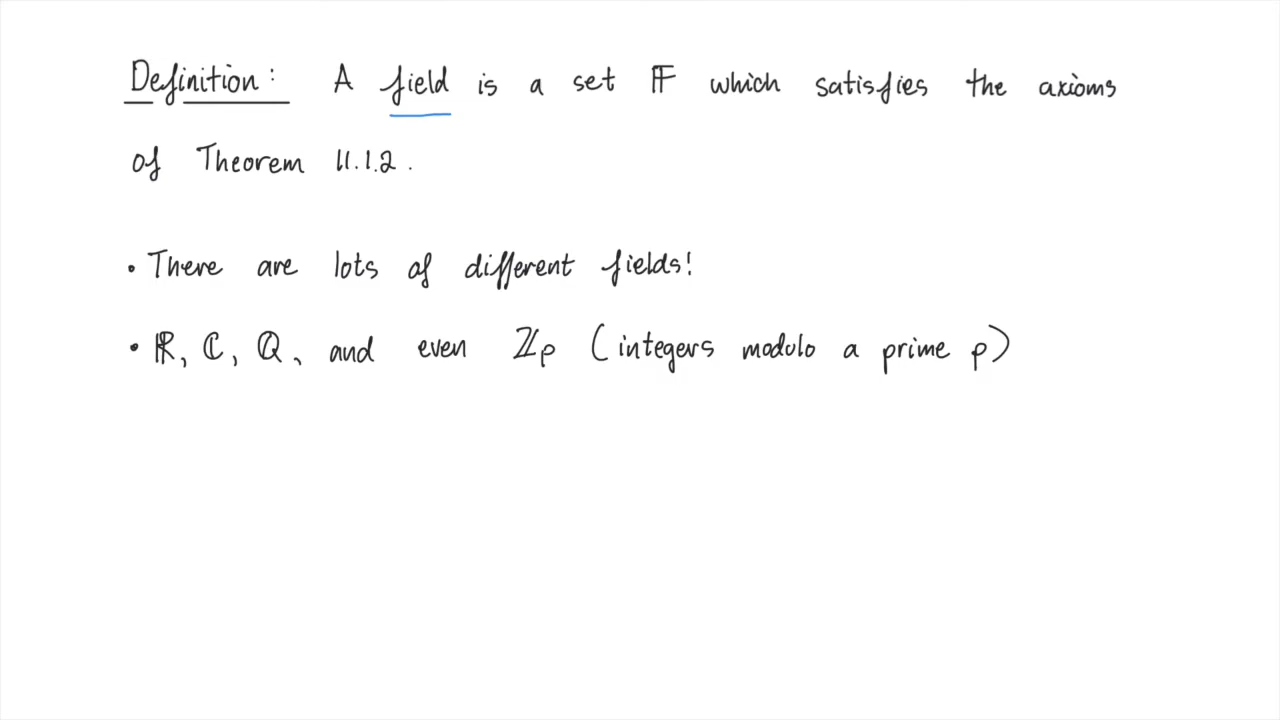 Definition: A field is a set 𝔽 which satisfies the axioms
of Theorem 11.1.2.
• There are lots of different fields!
• ℝ, ℂ, ℚ, and even ℤp (integers modulo a prime p)